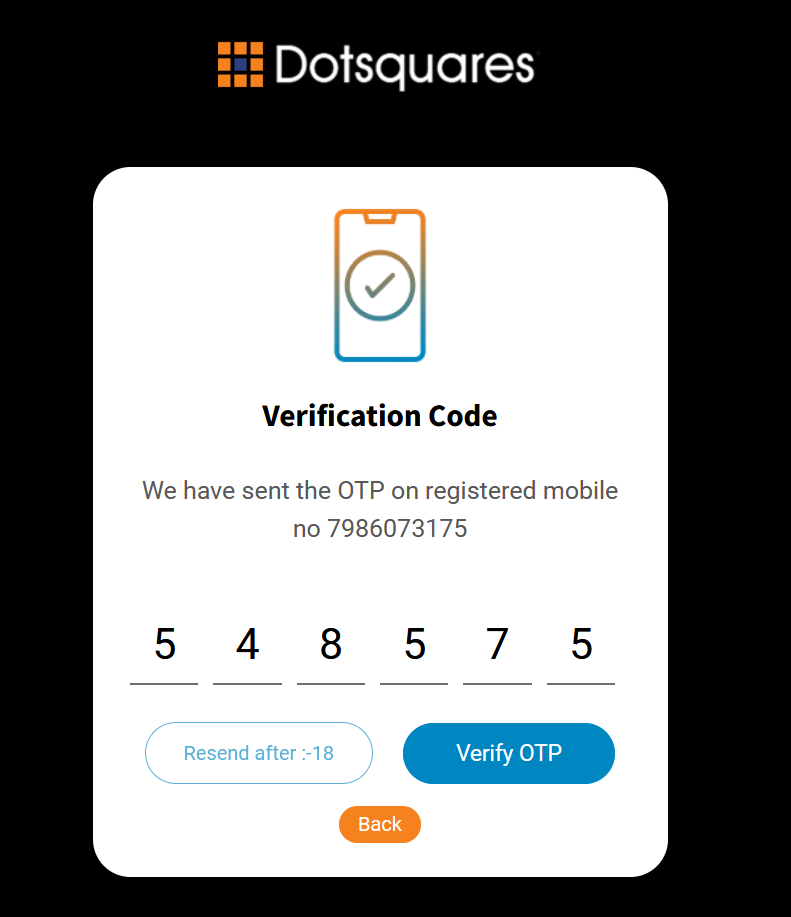 Dotsquares
Verification Code
We have sent the OTP on registered mobile
no 7986073175
5 4 8 5 7 5
Resend after :-18
Verify OTP
Back